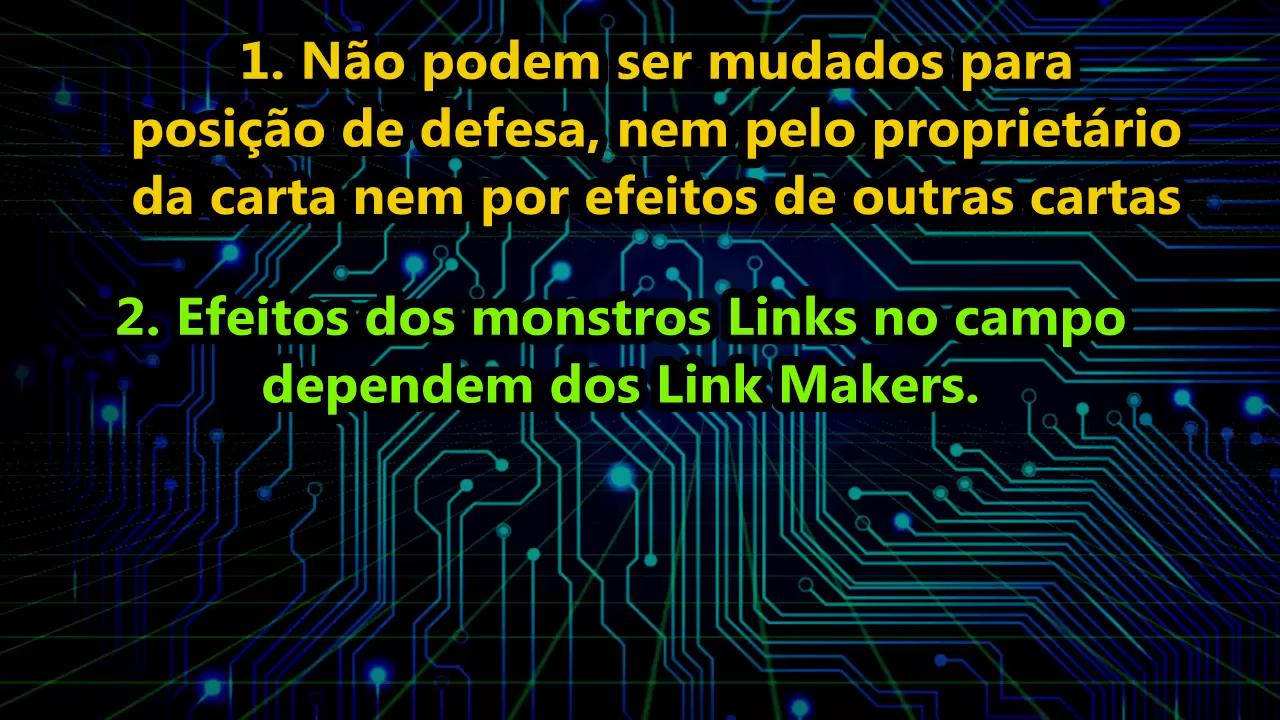 1. Não podem ser mudados para
posição de defesa, nem pelo proprietário
da carta nem por efeitos de outras cartas
2. Efeitos dos monstros Links no campo
dependem dos Link Makers.